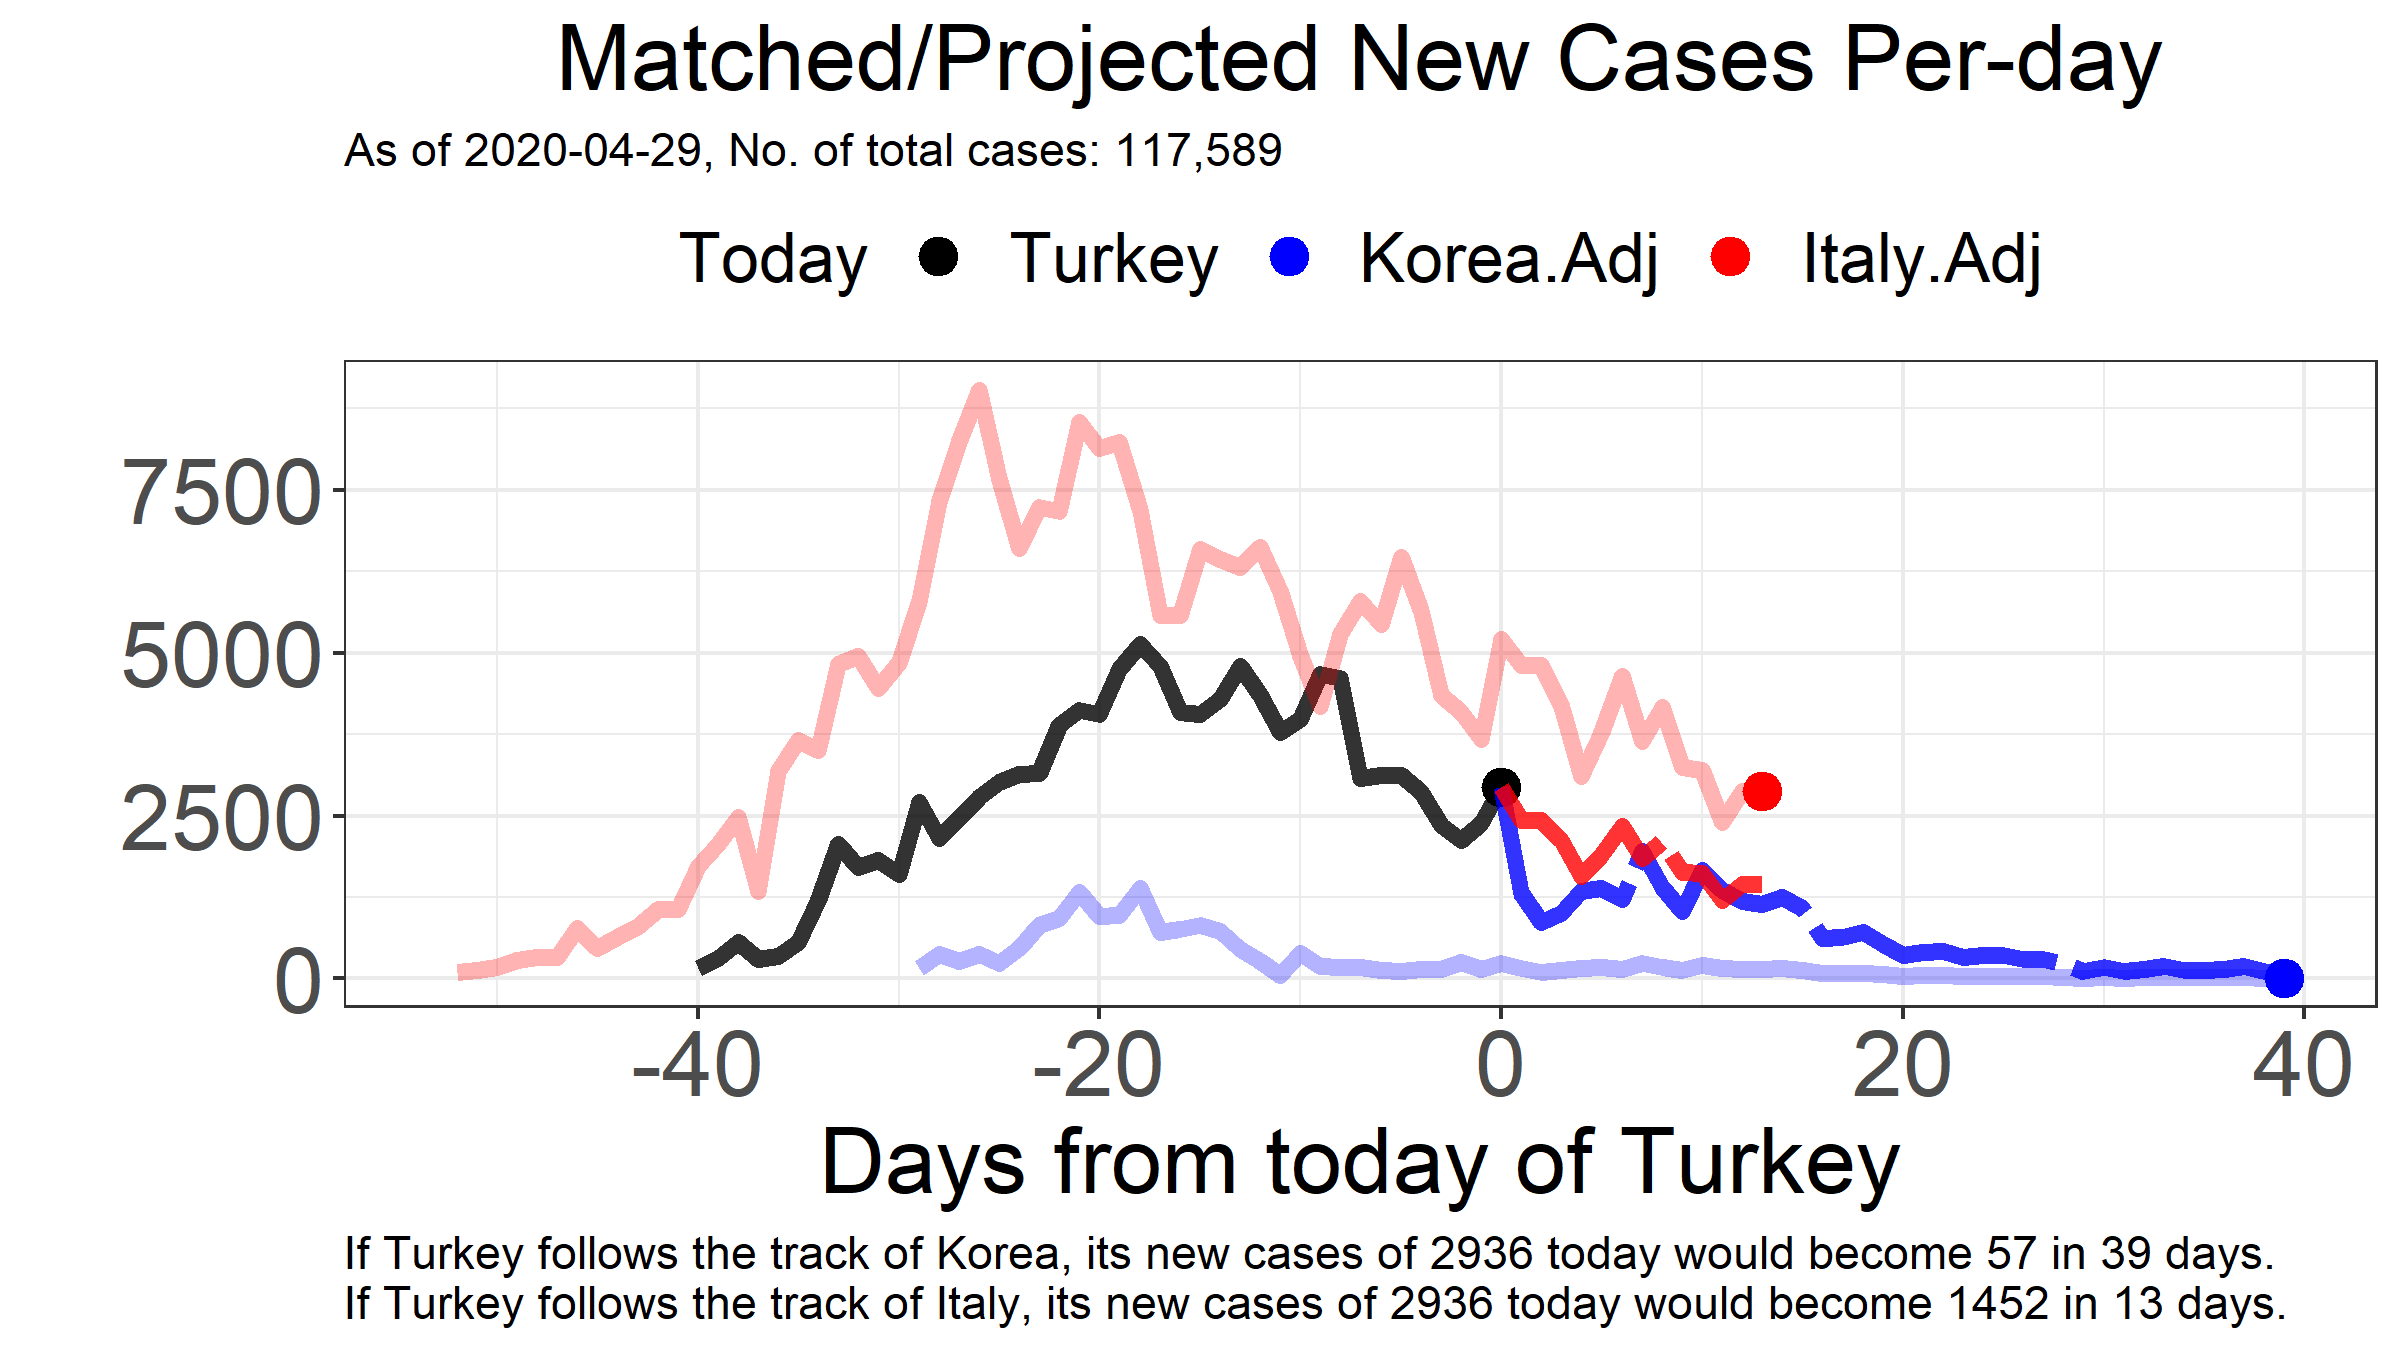 Matched/Projected New Cases Per-day
As of 2020-04-29, No. of total cases: 117,589
Today Turkey Korea.Adj Italy.Adj
7500
5000
2500
0
-40 -20 0 20 40
Days from today of Turkey
If Turkey follows the track of Korea, its new cases of 2936 today would become 57 in 39 days.
If Turkey follows the track of Italy, its new cases of 2936 today would become 1452 in 13 days.